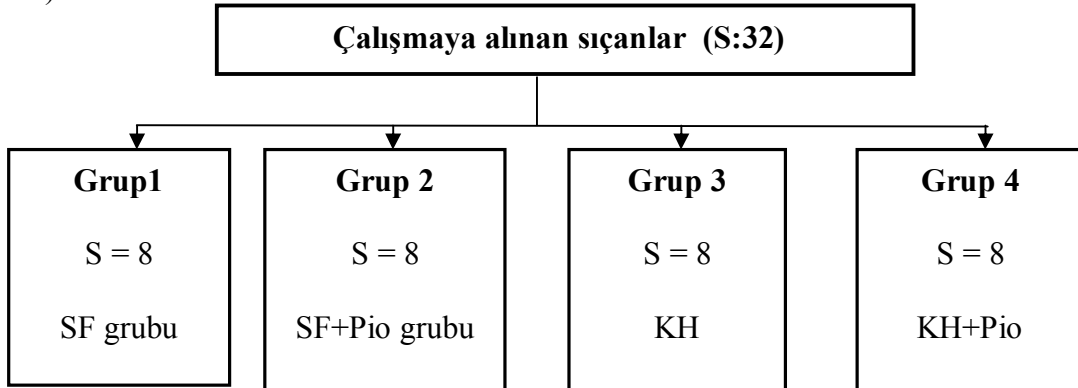 )
Çalışmaya alınan sıçanlar (S:32)
Grup1
S = 8
SF grubu
Grup 2
S = 8
SF+Pio grubu
Grup 3
S = 8
KH
Grup 4
S = 8
KH+Pio